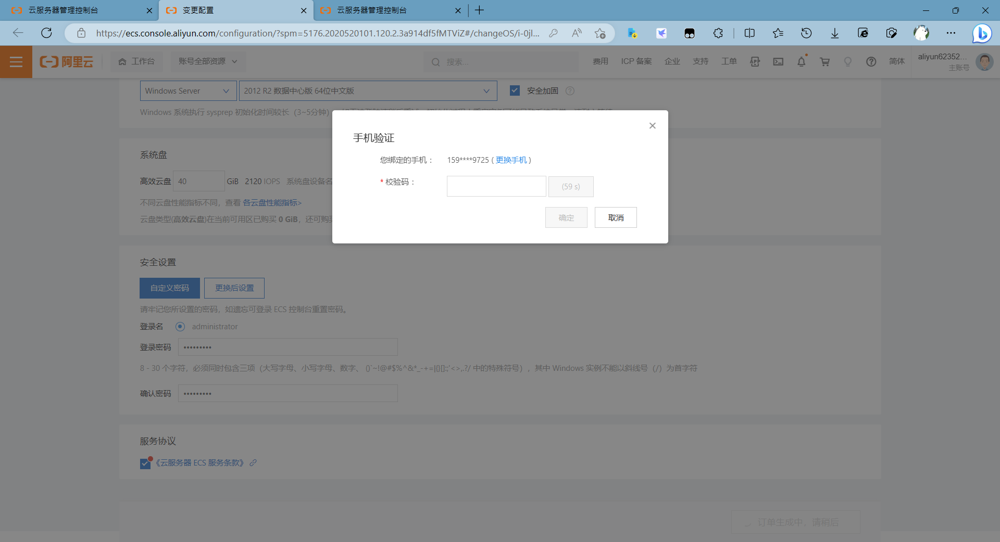 云服务器管理控制台
变更配置
云服务器管理控制台
https://ecs.console.aliyun.com/configuration/?spm=5176.2020520101.120.2.3a914df5fMTViZ#/changeOS/i-0jl...
阿里云
工作台
账号全部资源
搜索...
费用
ICP 备案
企业
支持
工单
APP
简体
aliyun62352...
主账号
Windows Server
2012 R2 数据中心版 64位中文版
安全加固
Windows 系统执行 sysprep 初始化时间较长（3~5分钟）
手机验证
您绑定的手机：
159****9725 ( 更换手机 )
* 校验码：
(59 s)
确定
取消
系统盘
高效云盘 40 GiB 2120 IOPS 系统盘设备名
不同云盘性能指标不同，查看 各云盘性能指标>
云盘类型(高效云盘)在当前可用区已购买 0 GiB，还可购
安全设置
自定义密码
更换后设置
请牢记您所设置的密码，如遗忘可登录 ECS 控制台重置密码。
登录名 administrator
登录密码 •••••••••
8 - 30 个字符，必须同时包含三项（大写字母、小写字母、数字、 ()`~!@#$%^&*_-+=|{}[]:;'<>,.?/ 中的特殊符号），其中 Windows 实例不能以斜线号（/）为首字符
确认密码 •••••••••
服务协议
《云服务器 ECS 服务条款》
订单生成中，请稍后